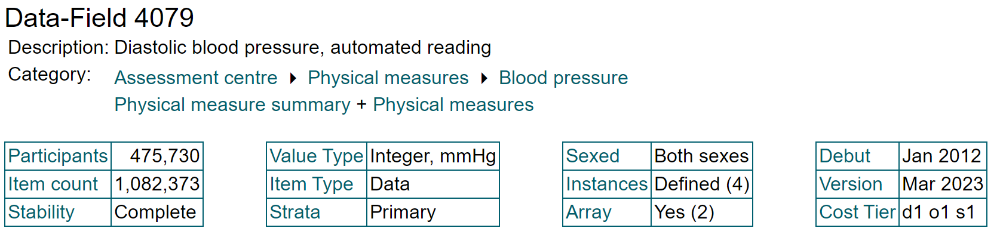 Data-Field 4079
Description: Diastolic blood pressure, automated reading
Category: Assessment centre ▶ Physical measures ▶ Blood pressure
Physical measure summary + Physical measures
Participants 475,730 Value Type Integer, mmHg Sexed Both sexes Debut Jan 2012
Item count 1,082,373 Item Type Data Instances Defined (4) Version Mar 2023
Stability Complete Strata Primary Array Yes (2) Cost Tier d1 o1 s1